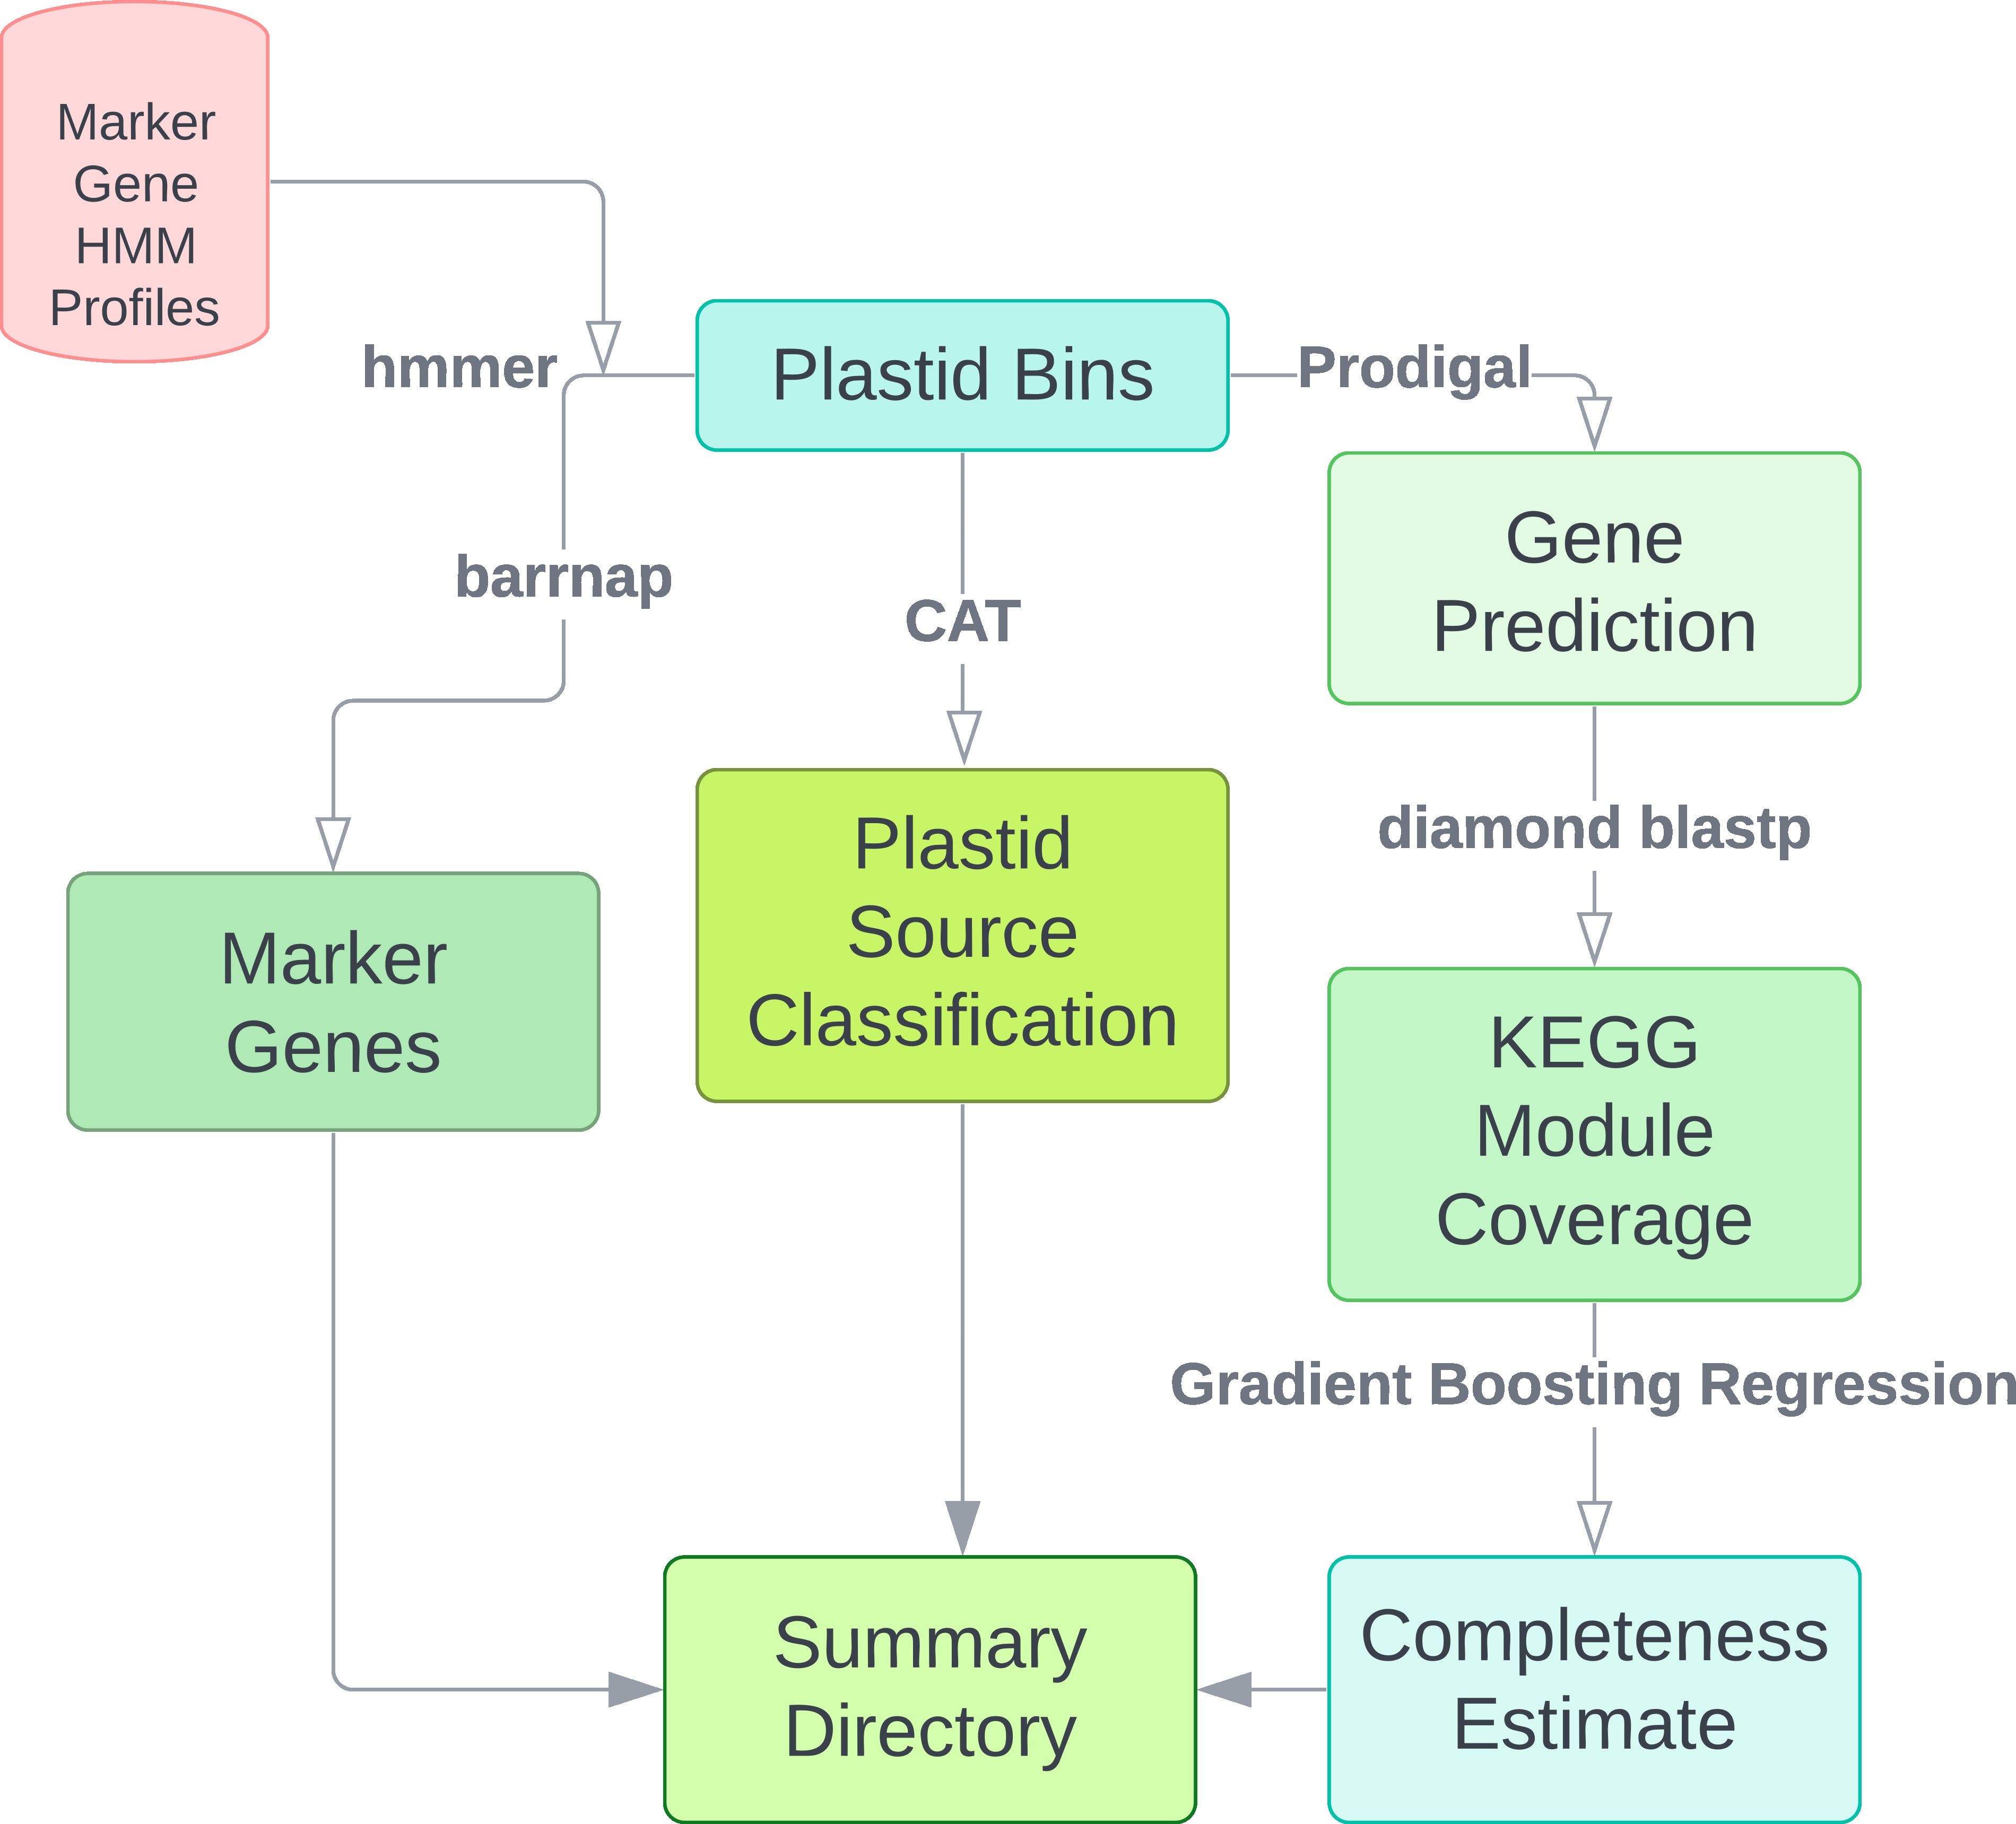 Marker
Gene
HMM
Profiles
hmmer
Plastid Bins
Prodigal
barrnap
CAT
Gene
Prediction
diamond blastp
Marker
Genes
Plastid
Source
Classification
KEGG
Module
Coverage
Gradient Boosting Regression
Summary
Directory
Completeness
Estimate